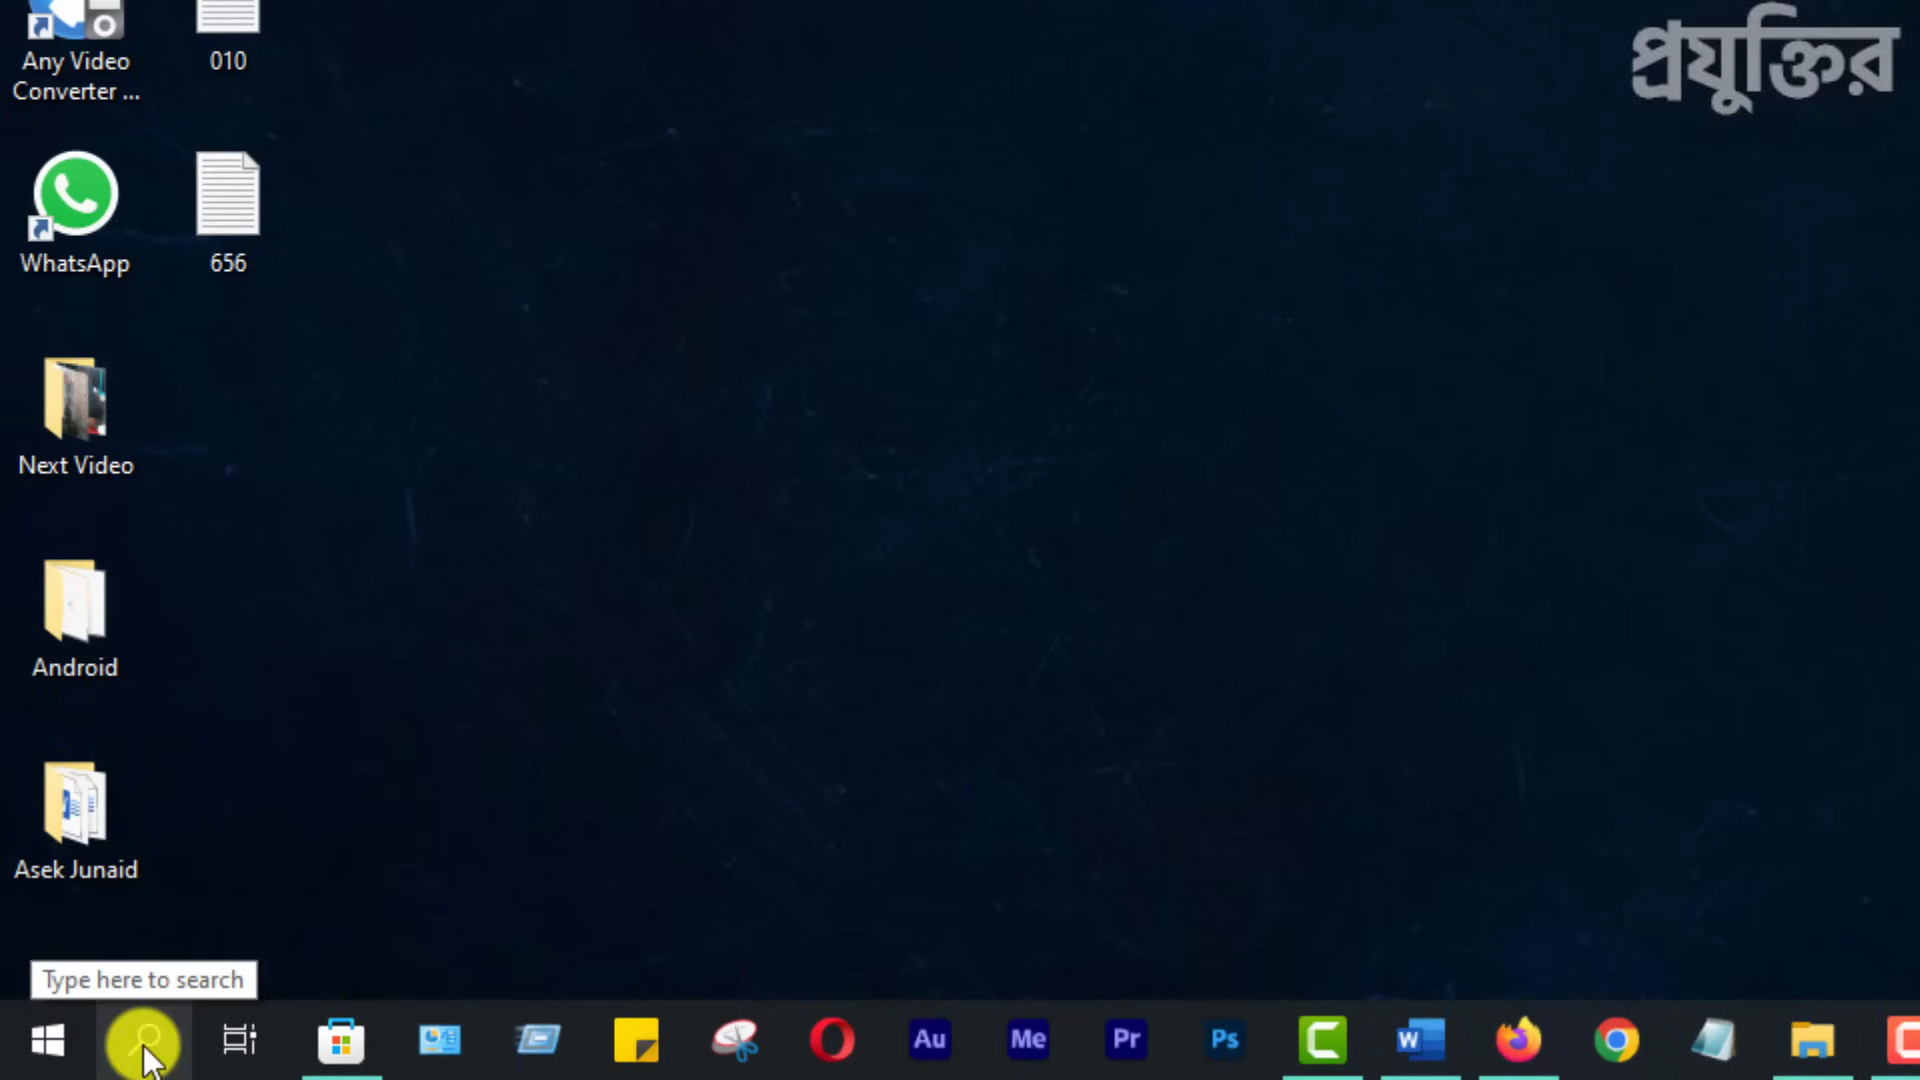 Any Video
Converter ...
010
প্রযুক্তির
WhatsApp
656
Next Video
Android
Asek Junaid
Type here to search
Au
Me
Pr
Ps
W